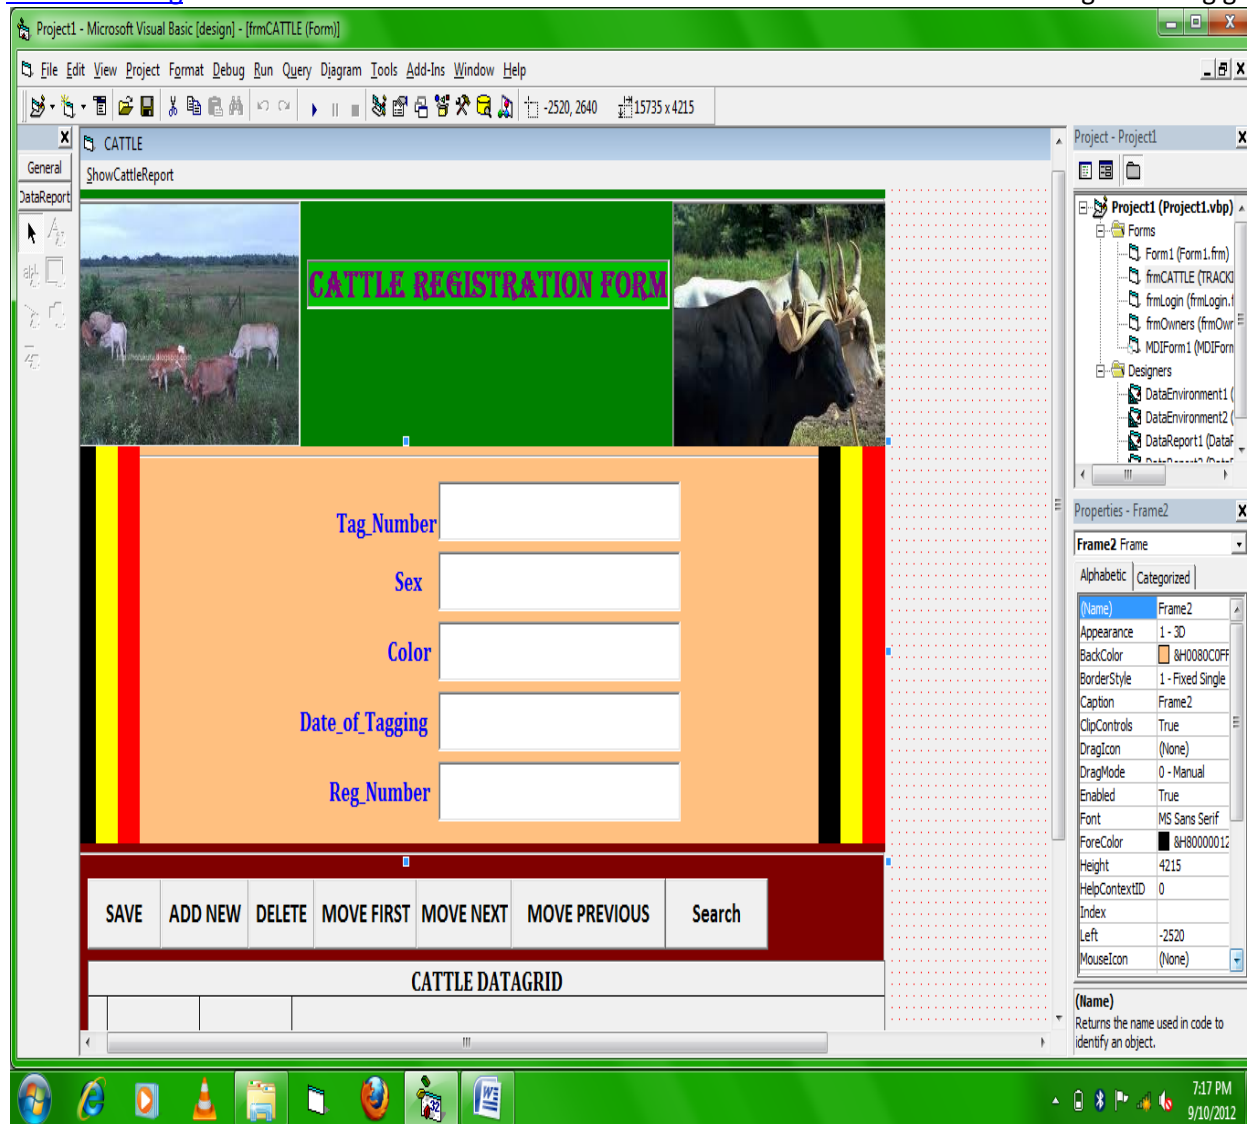 Project1 - Microsoft Visual Basic [design] - [frmCATTLE (Form)]
File Edit View Project Format Debug Run Query Diagram Tools Add-Ins Window Help
-2520, 2640 15735 x 4215
General
DataReport
CATTLE
ShowCattleReport
CATTLE REGISTRATION FORM
Tag_Number
Sex
Color
Date_of_Tagging
Reg_Number
SAVE ADD NEW DELETE MOVE FIRST MOVE NEXT MOVE PREVIOUS Search
CATTLE DATAGRID
Project - Project1
Project1 (Project1.vbp)
Forms
Form1 (Form1.frm)
frmCATTLE (TRACKI
frmLogin (frmLogin.f
frmOwners (frmOwr
MDIForm1 (MDIForm
Designers
DataEnvironment1 (
DataEnvironment2 (
DataReport1 (DataF
Properties - Frame2
Frame2 Frame
Alphabetic Categorized
(Name) Frame2
Appearance 1 - 3D
BackColor &H0080C0FF
BorderStyle 1 - Fixed Single
Caption Frame2
ClipControls True
DragIcon (None)
DragMode 0 - Manual
Enabled True
Font MS Sans Serif
ForeColor &H80000012
Height 4215
HelpContextID 0
Index
Left -2520
MouseIcon (None)
(Name)
Returns the name used in code to
identify an object.
7:17 PM
9/10/2012